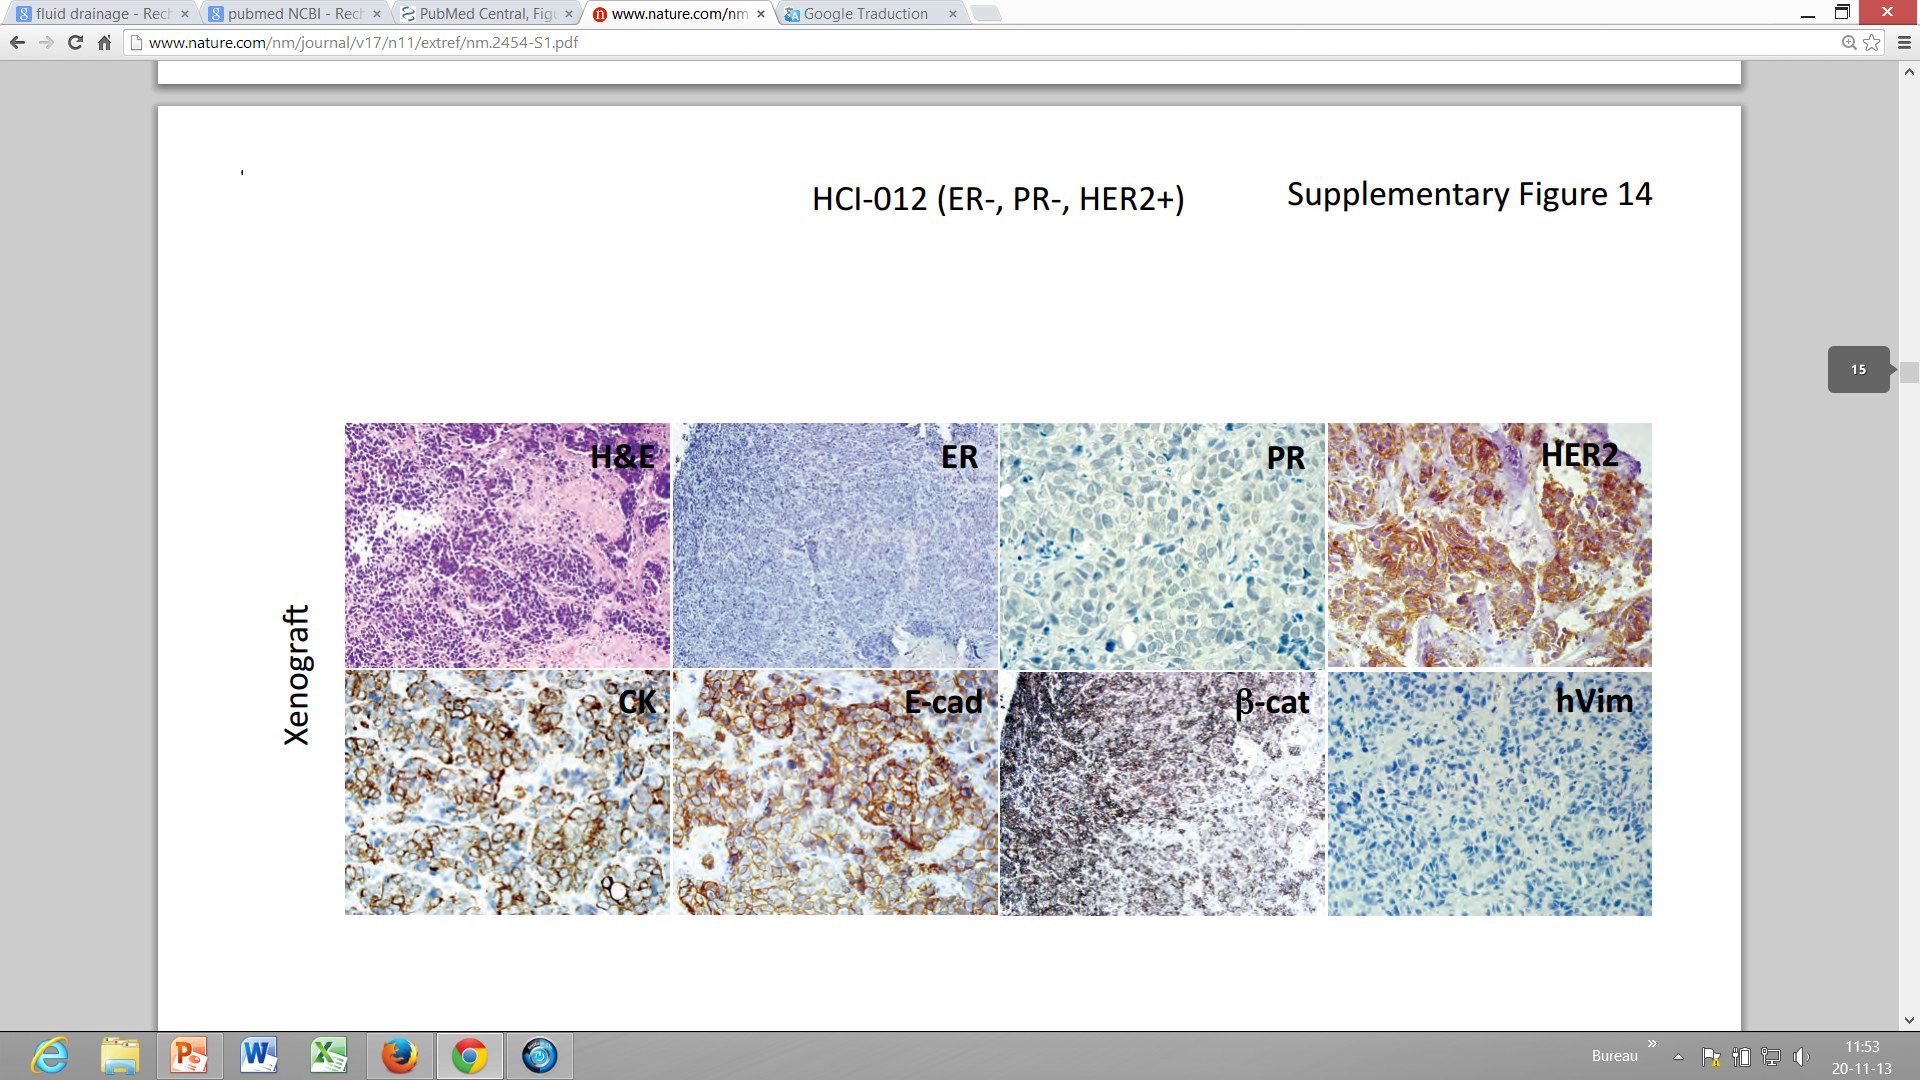 fluid drainage - Rech
pubmed NCBI - Rech
PubMed Central, Figu
www.nature.com/nm
Google Traduction
www.nature.com/nm/journal/v17/n11/extref/nm.2454-S1.pdf
HCI-012 (ER-, PR-, HER2+)
Supplementary Figure 14
15
Xenograft
H&E
ER
PR
HER2
CK
E-cad
β-cat
hVim
Bureau
11:53
20-11-13